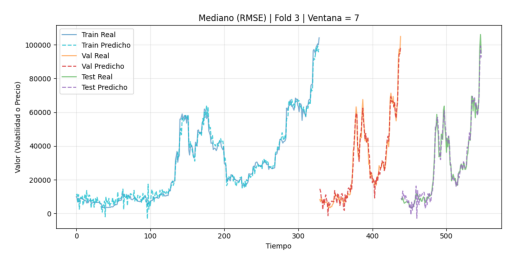 Mediano (RMSE) | Fold 3 | Ventana = 7
Train Real
Train Predicho
Val Real
Val Predicho
Test Real
Test Predicho
Valor (Volatilidad o Precio)
100000
80000
60000
40000
20000
0
0 100 200 300 400 500
Tiempo